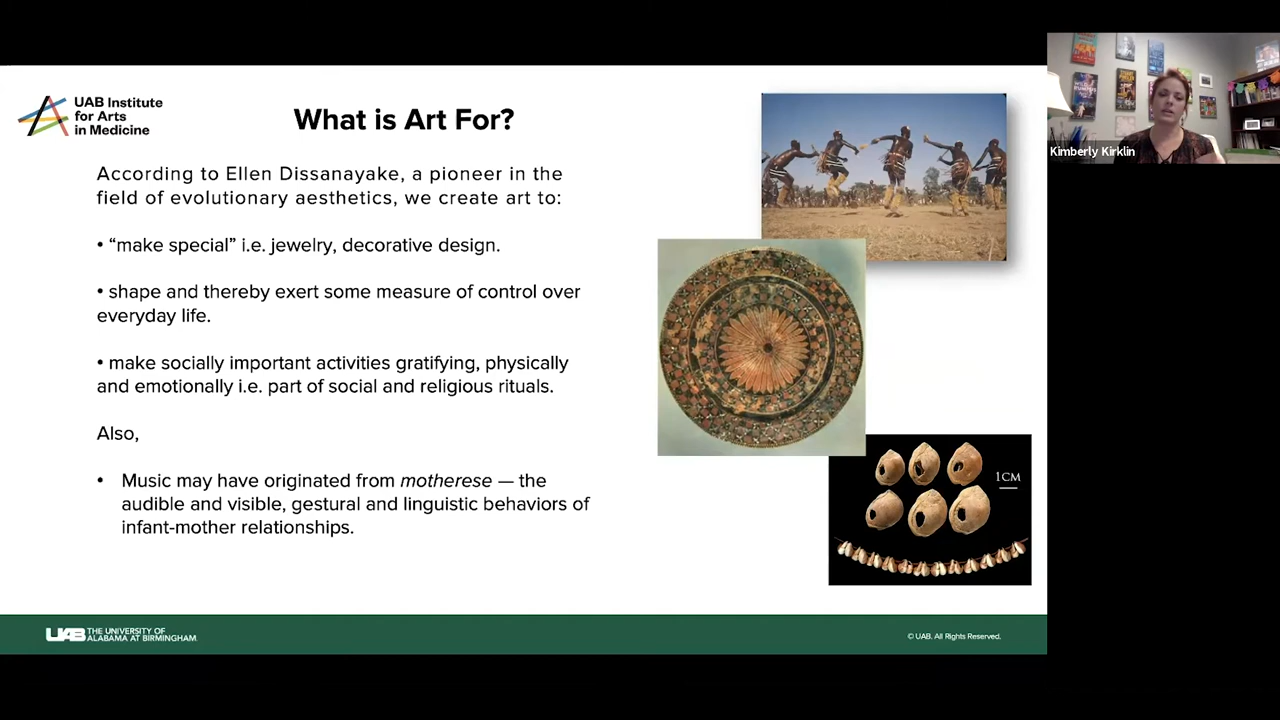 UAB Institute
for Arts
in Medicine
What is Art For?
According to Ellen Dissanayake, a pioneer in the
field of evolutionary aesthetics, we create art to:
• “make special” i.e. jewelry, decorative design.
• shape and thereby exert some measure of control over
everyday life.
• make socially important activities gratifying, physically
and emotionally i.e. part of social and religious rituals.
Also,
• Music may have originated from motherese — the
audible and visible, gestural and linguistic behaviors of
infant-mother relationships.
1CM
Kimberly Kirklin
UAB THE UNIVERSITY OF
ALABAMA AT BIRMINGHAM
© UAB. All Rights Reserved.